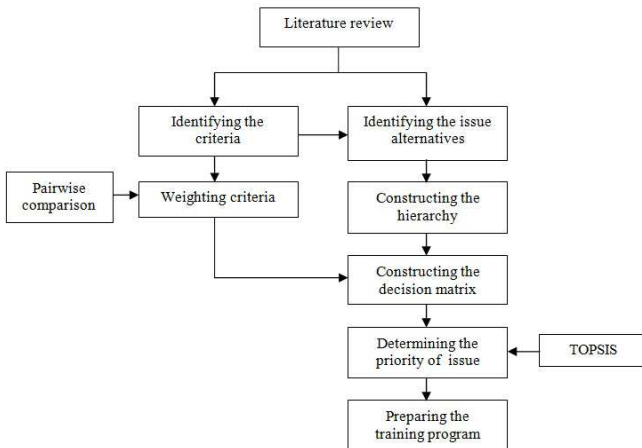 Literature review
Identifying the
criteria
Identifying the issue
alternatives
Pairwise
comparison
Weighting criteria
Constructing the
hierarchy
Constructing the
decision matrix
Determining the
priority of issue
TOPSIS
Preparing the
training program